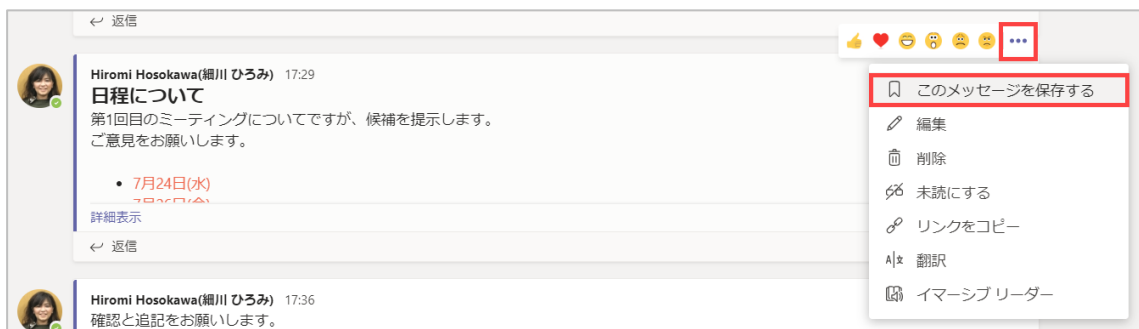 返信
Hiromi Hosokawa(細川 ひろみ) 17:29
日程について
第1回目のミーティングについてですが、候補を提示します。
ご意見をお願いします。
• 7月24日(水)
7月26日(金)
詳細表示
返信
Hiromi Hosokawa(細川 ひろみ) 17:36
確認と追記をお願いします。
このメッセージを保存する
編集
削除
未読にする
リンクをコピー
翻訳
イマーシブ リーダー